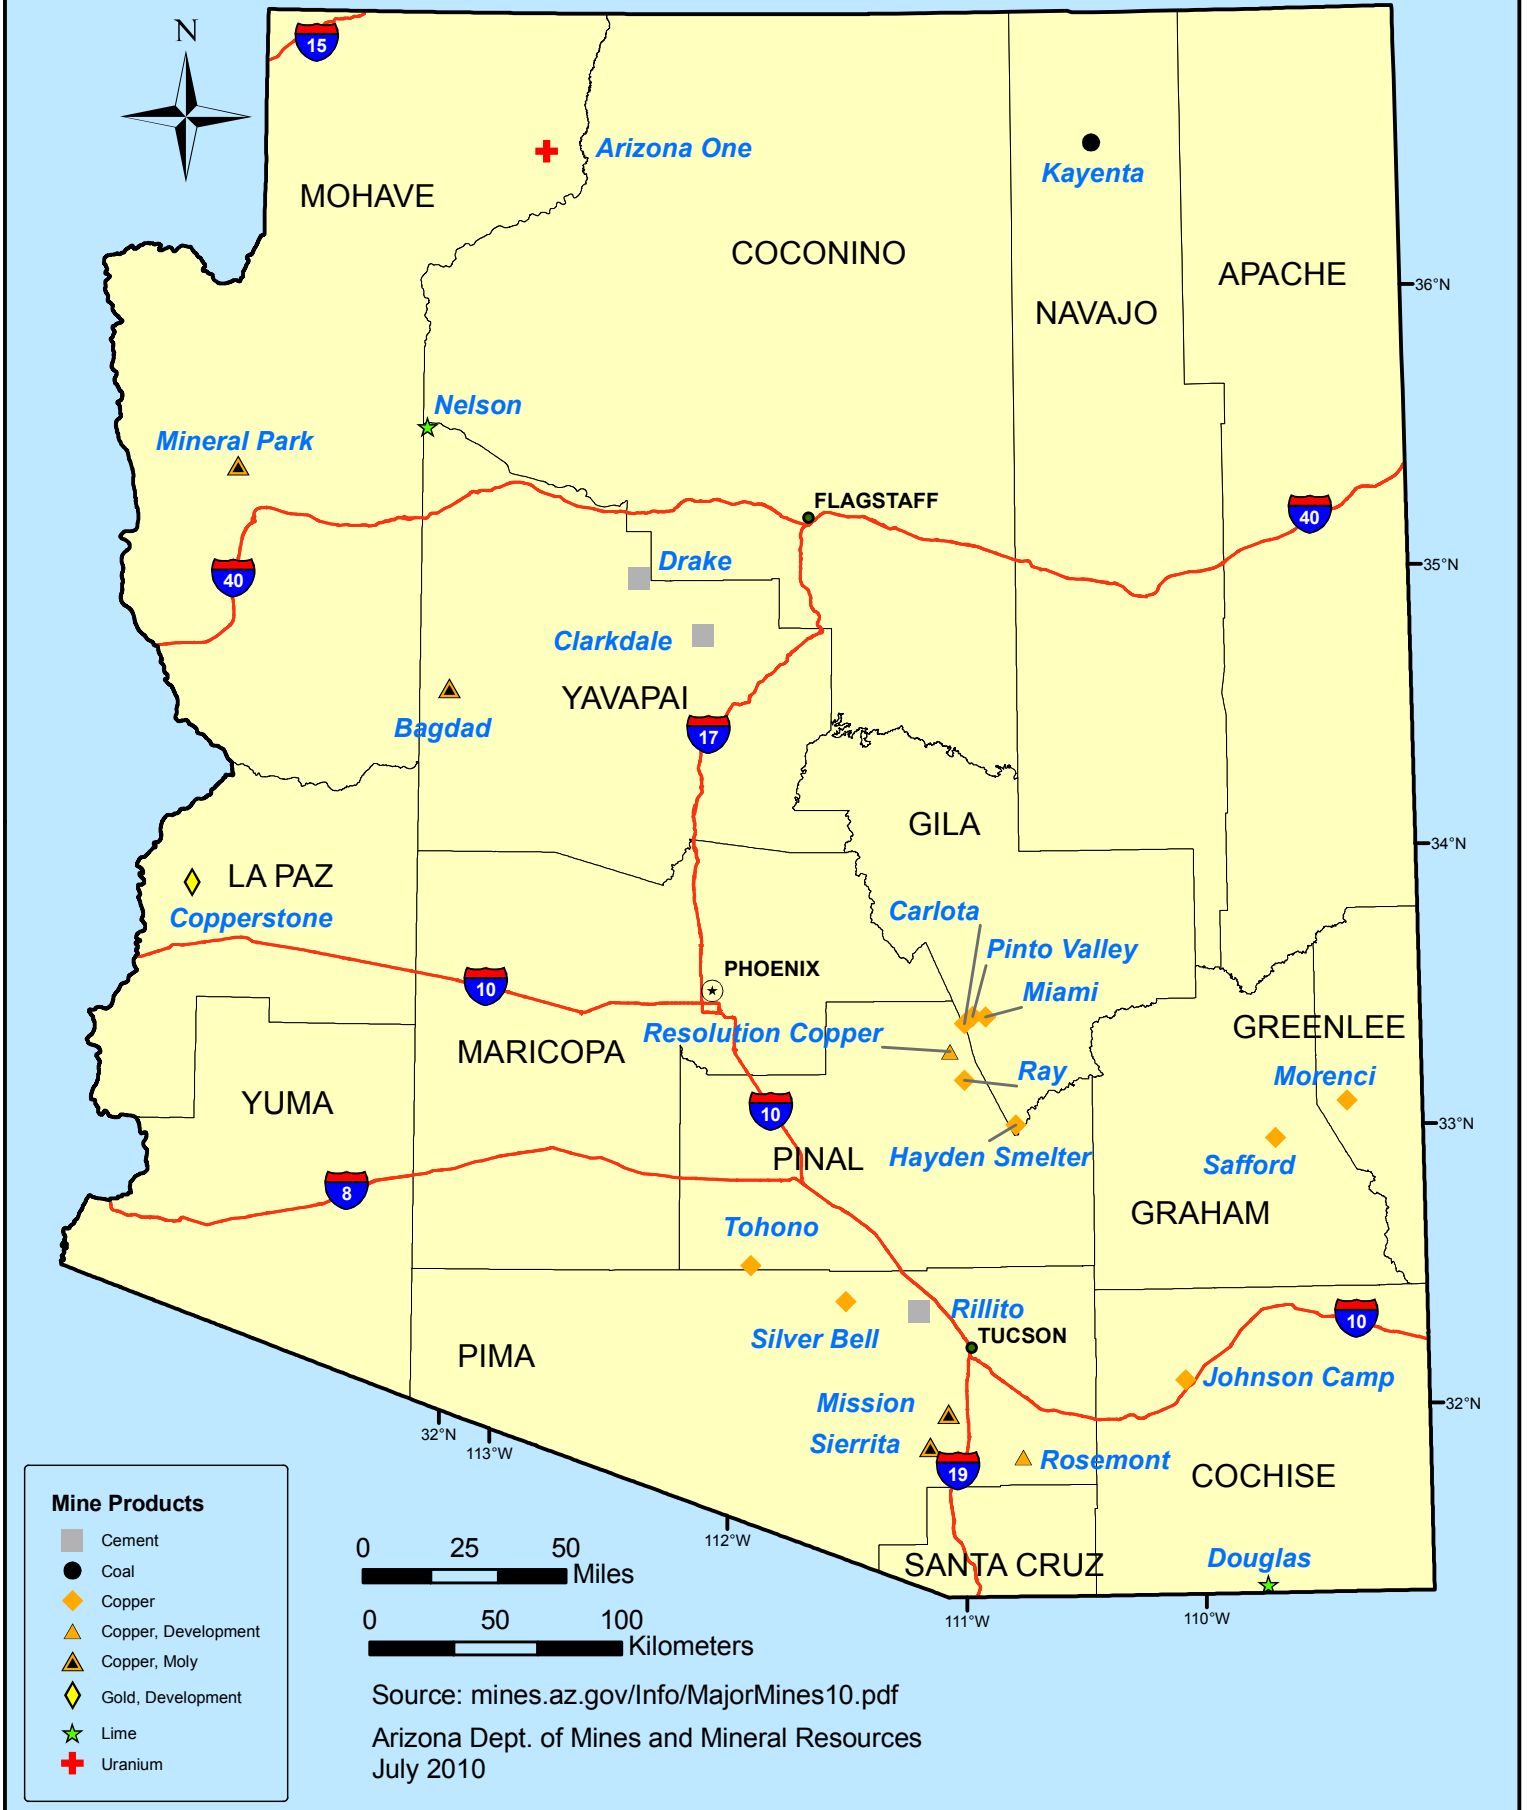 N
15
Arizona One
Kayenta
MOHAVE
COCONINO
APACHE
36°N
NAVAJO
Nelson
Mineral Park
FLAGSTAFF
40
Drake
35°N
40
Clarkdale
YAVAPAI
Bagdad
17
GILA
34°N
LA PAZ
Copperstone
Carlota
Pinto Valley
PHOENIX
10
Miami
GREENLEE
Resolution Copper
MARICOPA
Ray
Morenci
YUMA
10
33°N
PINAL
Hayden Smelter
Safford
8
GRAHAM
Tohono
Rillito
10
Silver Bell
TUCSON
PIMA
Johnson Camp
Mission
32°N
32°N
Sierrita
113°W
Rosemont
19
COCHISE
112°W
Douglas
SANTA CRUZ
111°W
110°W
Mine Products
Cement
Coal
Copper
Copper, Development
Copper, Moly
Gold, Development
Lime
Uranium
0 25 50
Miles
0 50 100
Kilometers
Source: mines.az.gov/Info/MajorMines10.pdf
Arizona Dept. of Mines and Mineral Resources
July 2010